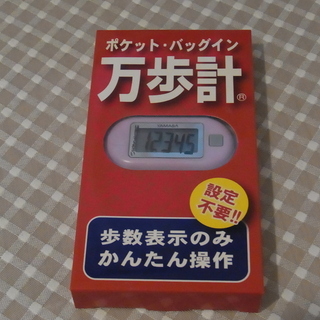 ポケット・バッグイン
万歩計®
12345
設定
不要!!
歩数表示のみ
かんたん操作